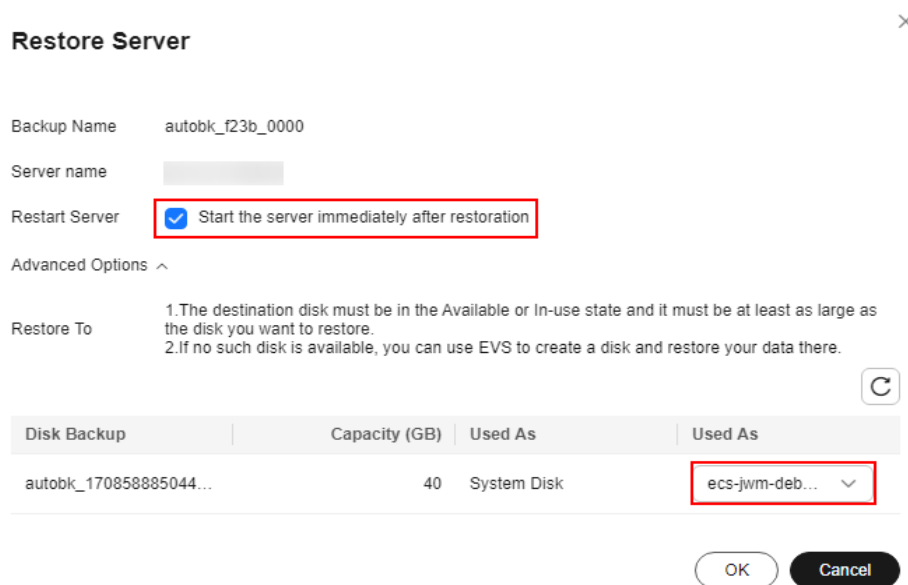 Restore Server
Backup Name autobk_f23b_0000
Server name
Restart Server Start the server immediately after restoration
Advanced Options
Restore To
1.The destination disk must be in the Available or In-use state and it must be at least as large as
the disk you want to restore.
2.If no such disk is available, you can use EVS to create a disk and restore your data there.
Disk Backup Capacity (GB) Used As Used As
autobk_170858885044... 40 System Disk ecs-jwm-deb...
OK Cancel